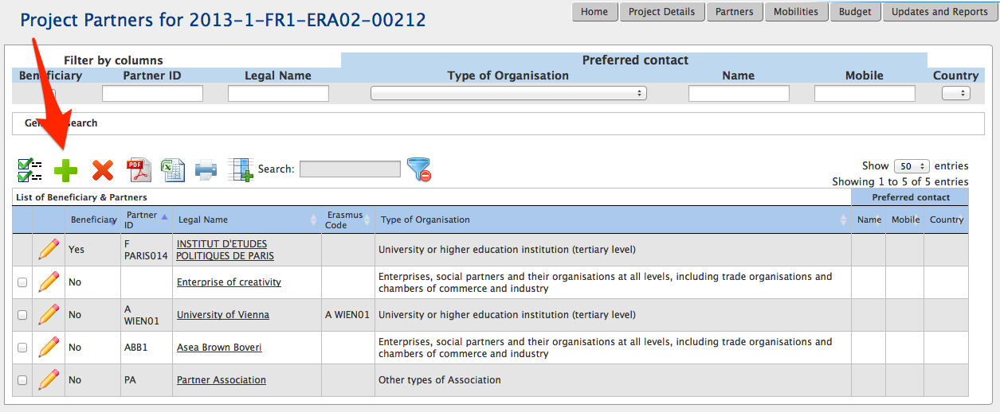 Project Partners for 2013-1-FR1-ERA02-00212
Home Project Details Partners Mobilities Budget Updates and Reports
Filter by columns Preferred contact
Beneficiary Partner ID Legal Name Type of Organisation Name Mobile Country
search
PDF Search: Show 50 entries
Showing 1 to 5 of 5 entries
List of Beneficiary & Partners Preferred contact
Beneficiary Partner ID Legal Name Erasmus Code Type of Organisation Name Mobile Country
Yes F PARIS014 INSTITUT D'ETUDES POLITIQUES DE PARIS University or higher education institution (tertiary level)
No Enterprise of creativity Enterprises, social partners and their organisations at all levels, including trade organisations and
chambers of commerce and industry
No A WIEN01 University of Vienna A WIEN01 University or higher education institution (tertiary level)
No ABB1 Asea Brown Boveri Enterprises, social partners and their organisations at all levels, including trade organisations and
chambers of commerce and industry
No PA Partner Association Other types of Association